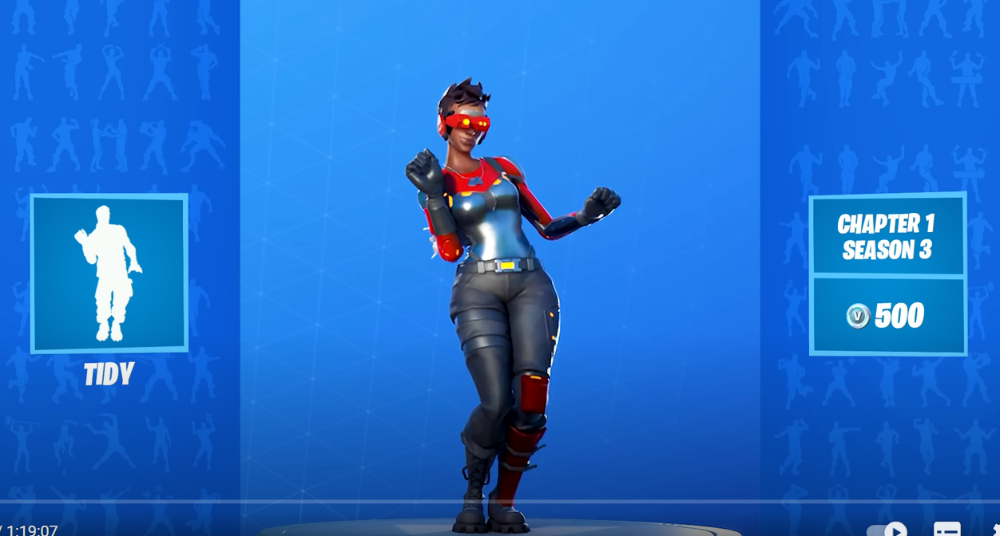 TIDY
CHAPTER 1
SEASON 3
V 500
/ 1:19:07